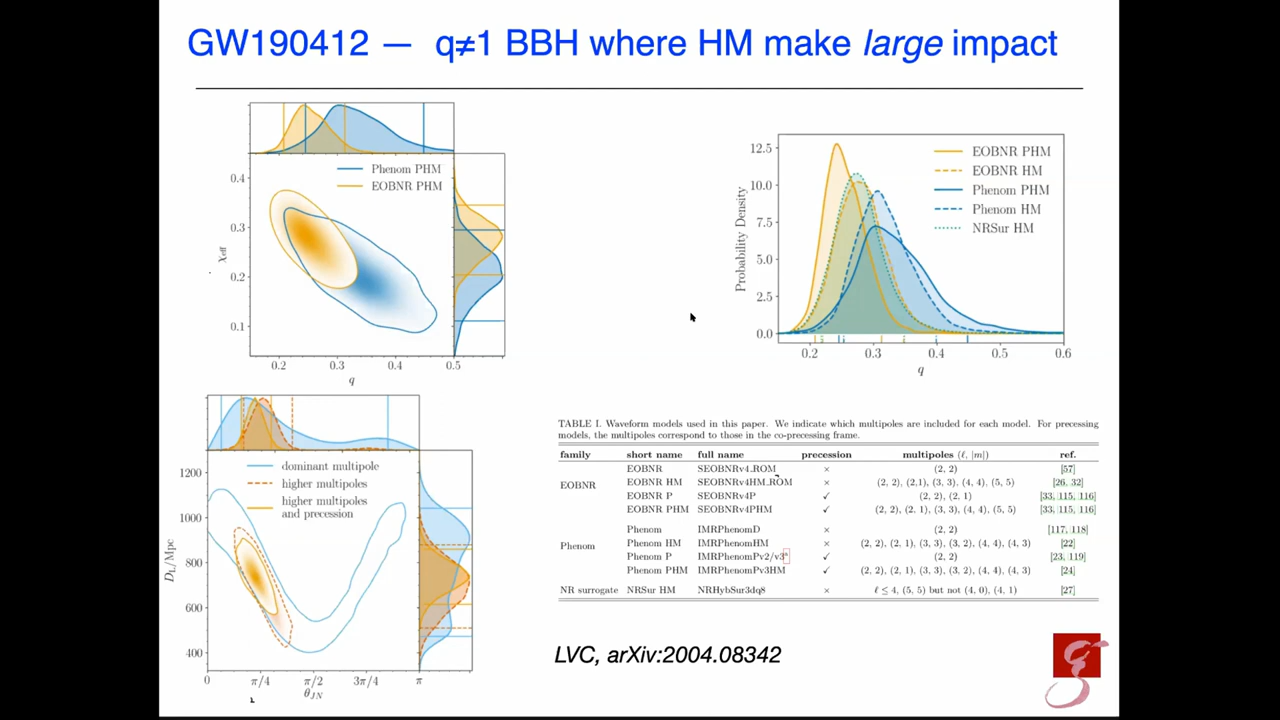 GW190412 — q≠1 BBH where HM make large impact
Phenom PHM
EOBNR PHM
0.4
0.3
0.2
0.1
χeff
0.2
0.3
0.4
0.5
q
12.5
10.0
7.5
5.0
2.5
0.0
Probability Density
EOBNR PHM
EOBNR HM
Phenom PHM
Phenom HM
NRSur HM
0.2
0.3
0.4
0.5
0.6
q
dominant multipole
higher multipoles
higher multipoles
and precession
1200
1000
800
600
400
DL/Mpc
0
π/4
π/2
3π/4
π
θJN
TABLE I. Waveform models used in this paper. We indicate which multipoles are included for each model. For precessing
models, the multipoles correspond to those in the co-precessing frame.
family short name full name precession multipoles (ℓ, |m|) ref.
EOBNR SEOBNRv4_ROM × (2, 2) [57]
EOBNR HM SEOBNRv4HM_ROM × (2, 2), (2,1), (3, 3), (4, 4), (5, 5) [26, 32]
EOBNR
EOBNR P SEOBNRv4P ✓ (2, 2), (2, 1) [33, 115, 116]
EOBNR PHM SEOBNRv4PHM ✓ (2, 2), (2, 1), (3, 3), (4, 4), (5, 5) [33, 115, 116]
Phenom IMRPhenomD × (2, 2) [117, 118]
Phenom HM IMRPhenomHM × (2, 2), (2, 1), (3, 3), (3, 2), (4, 4), (4, 3) [22]
Phenom
Phenom P IMRPhenomPv2/v3 ✓ (2, 2) [23, 119]
Phenom PHM IMRPhenomPv3HM ✓ (2, 2), (2, 1), (3, 3), (3, 2), (4, 4), (4, 3) [24]
NR surrogate NRSur HM NRHybSur3dq8 × ℓ ≤ 4, (5, 5) but not (4, 0), (4, 1) [27]
LVC, arXiv:2004.08342